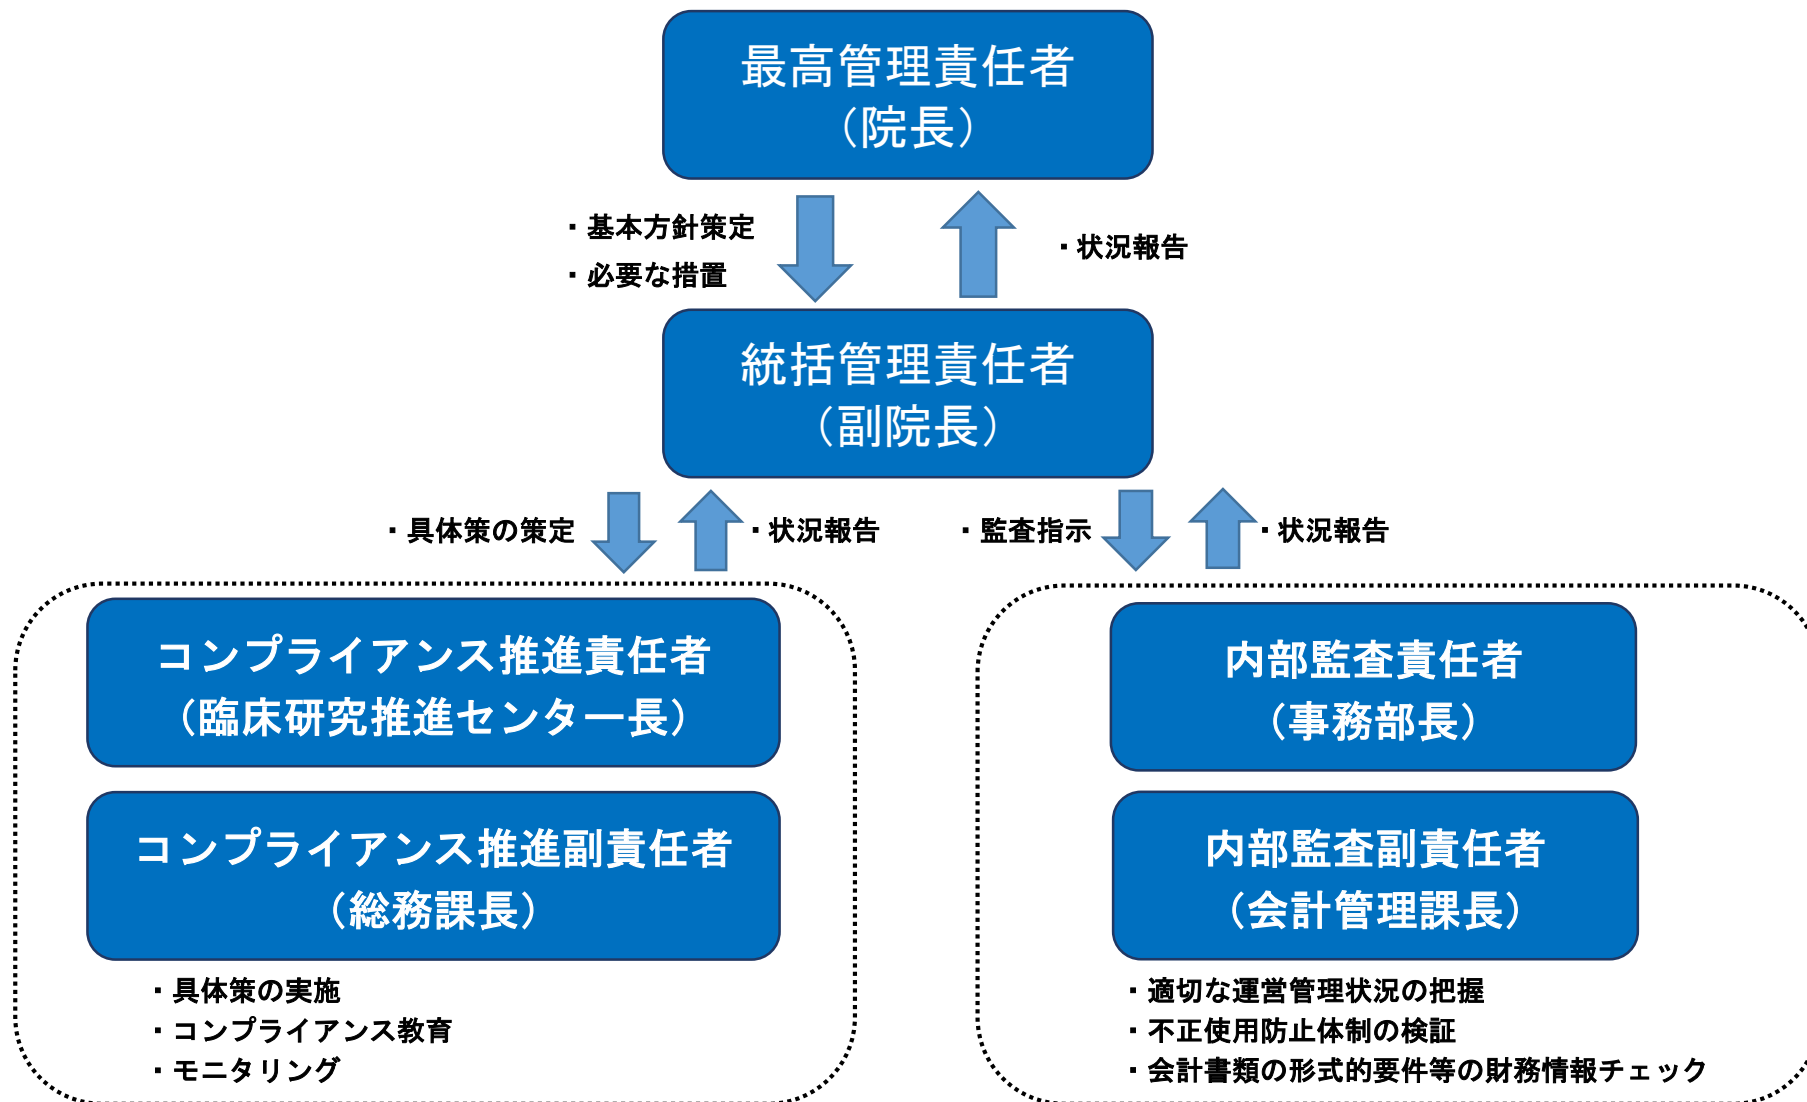 最高管理責任者
（院長）
・基本方針策定
・必要な措置
・状況報告
統括管理責任者
（副院長）
・具体策の策定
・状況報告
・監査指示
・状況報告
コンプライアンス推進責任者
（臨床研究推進センター長）
コンプライアンス推進副責任者
（総務課長）
・具体策の実施
・コンプライアンス教育
・モニタリング
内部監査責任者
（事務部長）
内部監査副責任者
（会計管理課長）
・適切な運営管理状況の把握
・不正使用防止体制の検証
・会計書類の形式的要件等の財務情報チェック